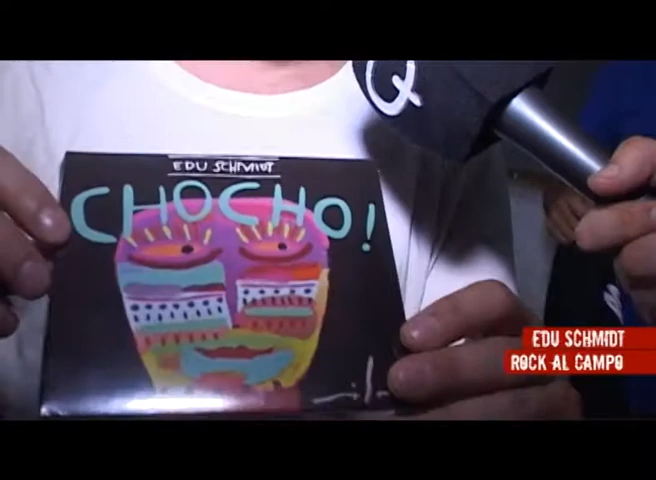 Q
EDU SCHMIDT
CHOCHO!
EDU SCHMIDT
ROCK AL CAMPO